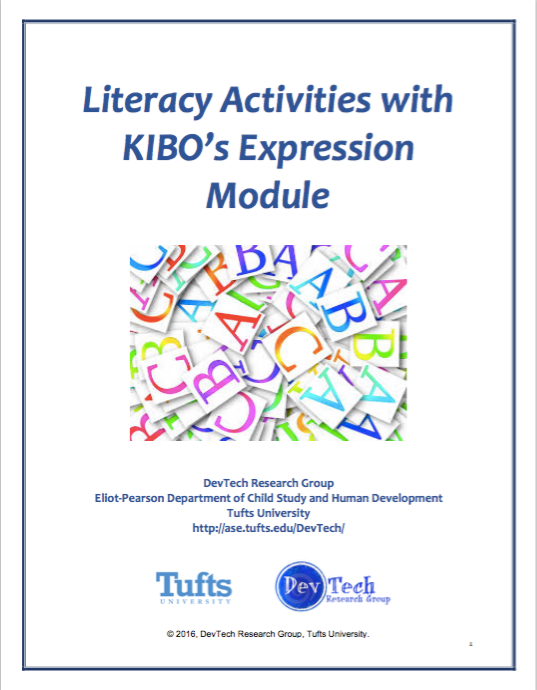 Literacy Activities with
KIBO's Expression
Module
DevTech Research Group
Eliot-Pearson Department of Child Study and Human Development
Tufts University
http://ase.tufts.edu/DevTech/
Tufts
UNIVERSITY
DevTech
Research Group
© 2016, DevTech Research Group, Tufts University.